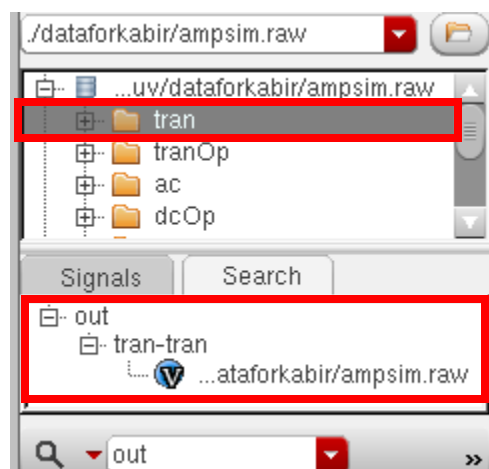 ./dataforkabir/ampsim.raw
...uv/dataforkabir/ampsim.raw
tran
tranOp
ac
dcOp
Signals Search
out
tran-tran
...ataforkabir/ampsim.raw
out »